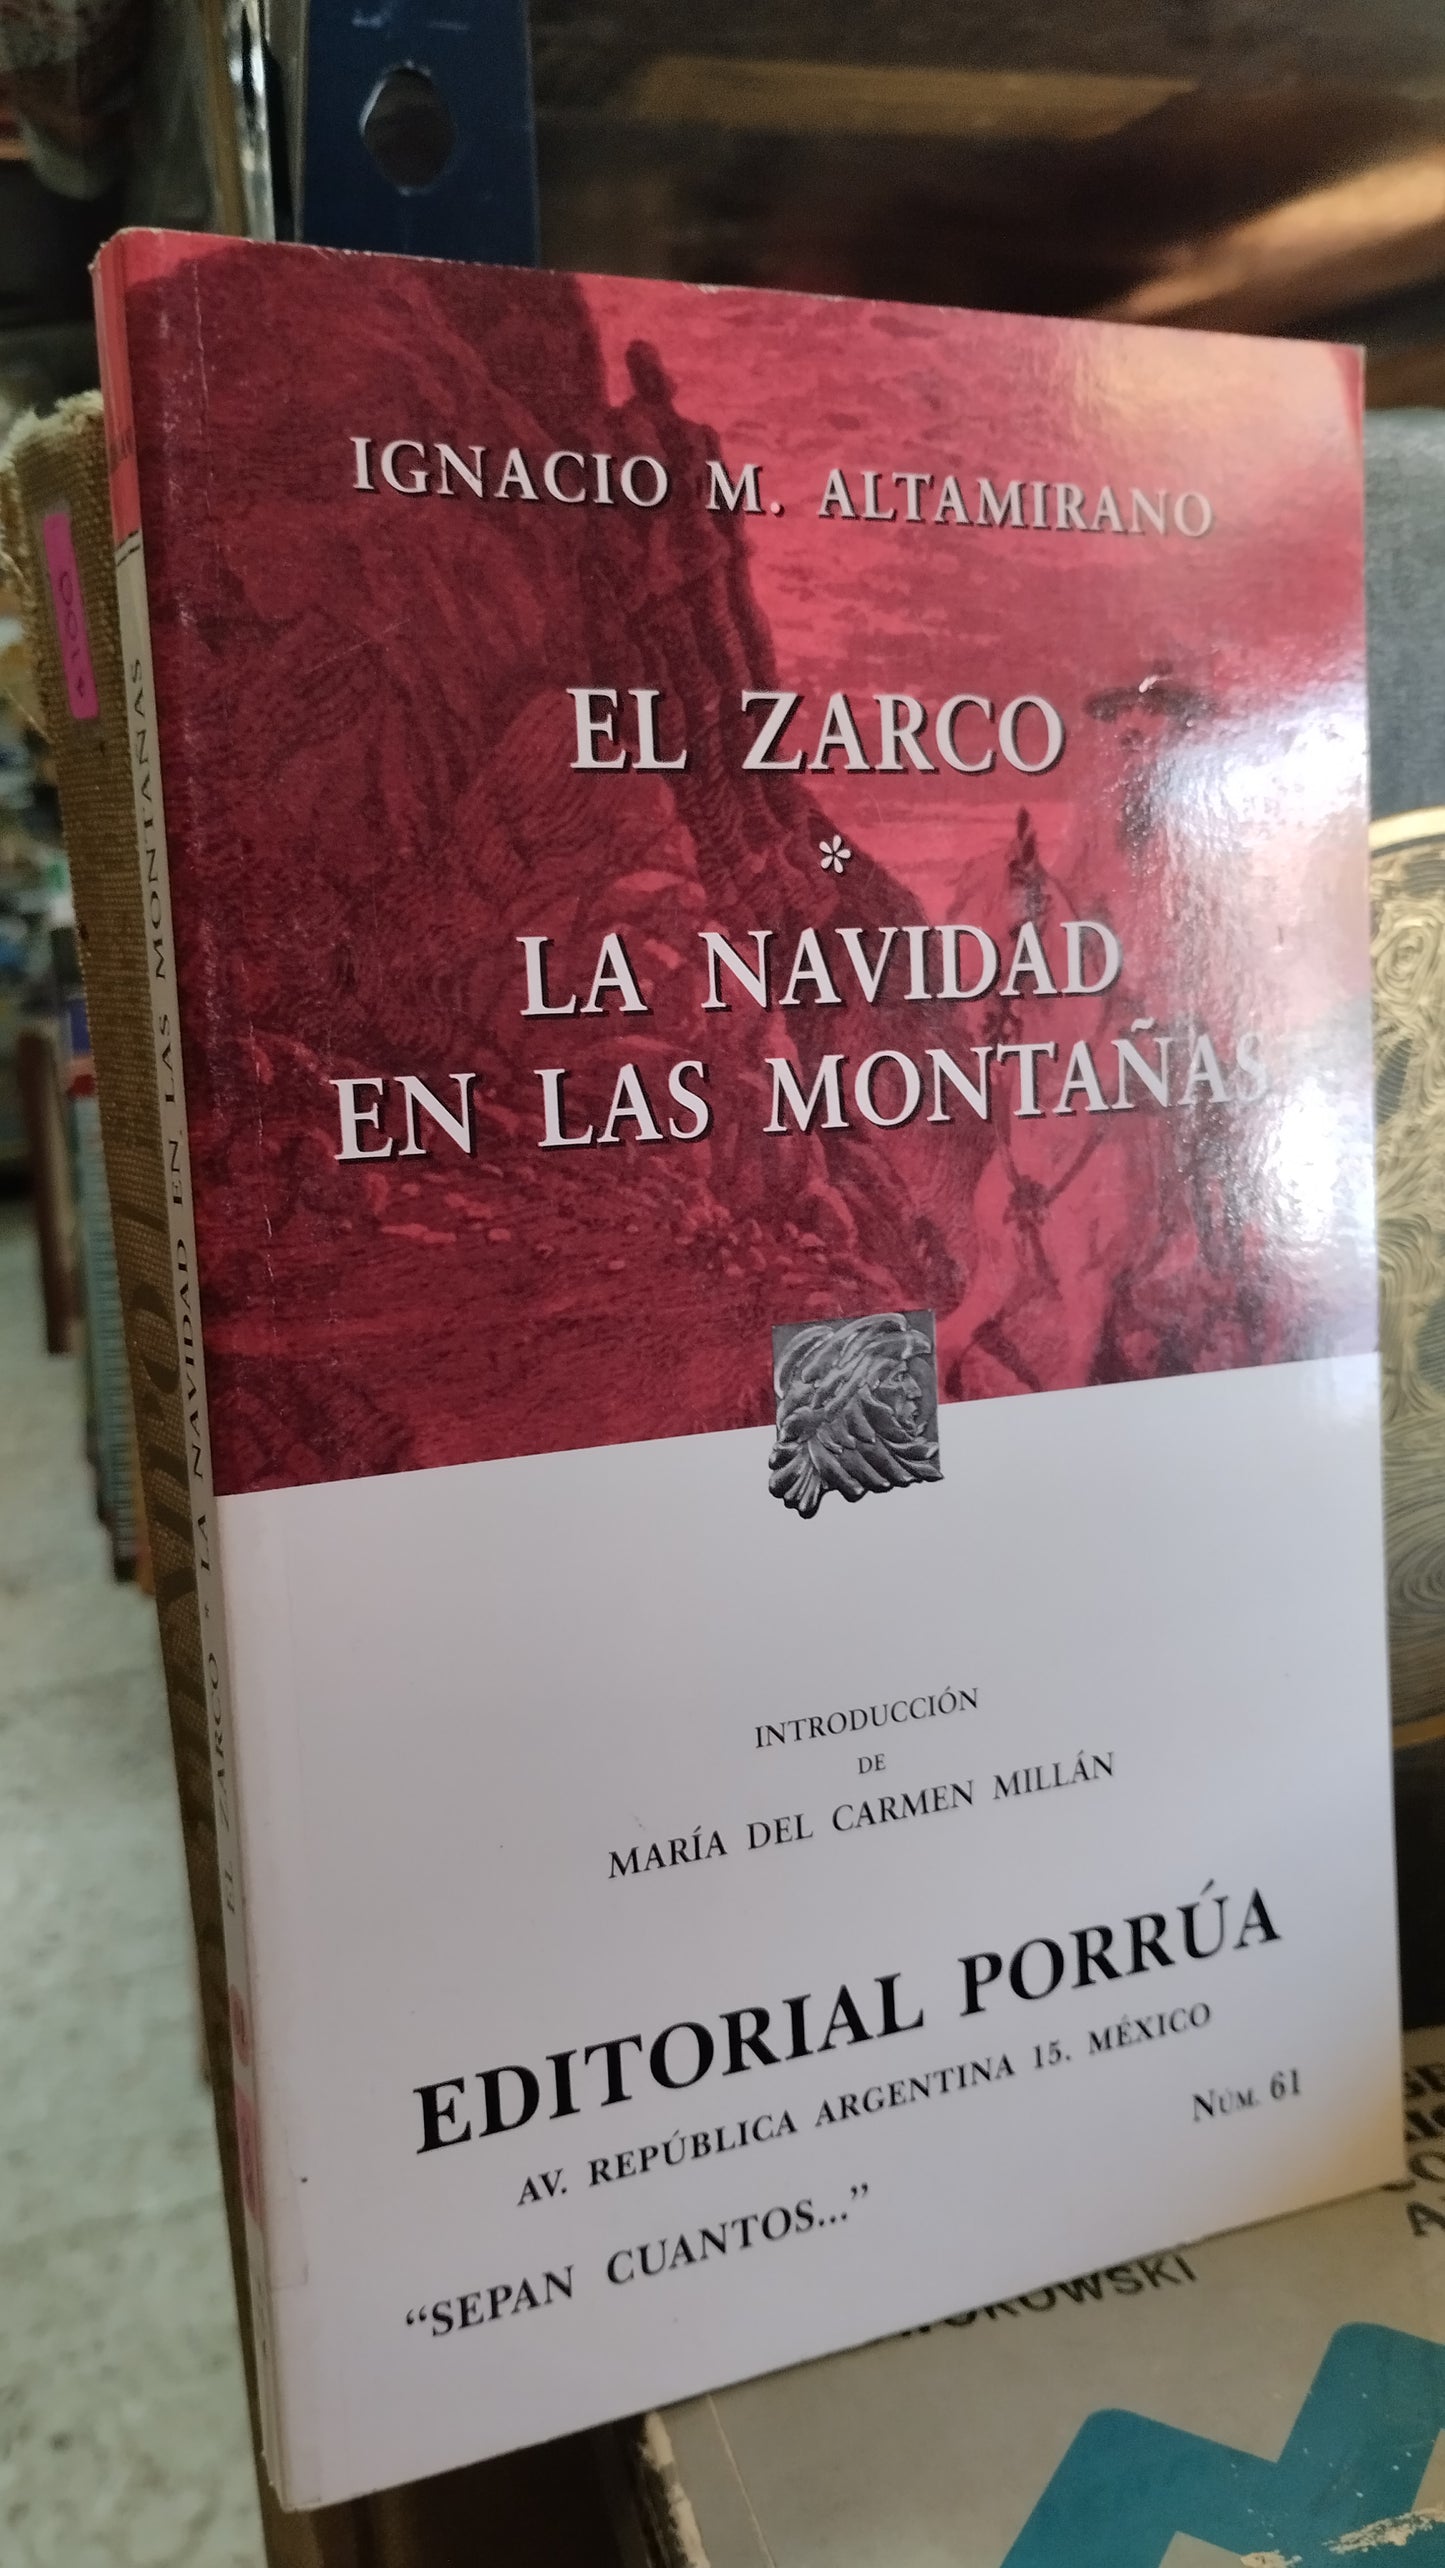 IGNACIO M. ALTAMIRANO
EL ZARCO
*
LA NAVIDAD
EN LAS MONTAÑAS
INTRODUCCIÓN
DE
MARÍA DEL CARMEN MILLÁN
EDITORIAL PORRÚA
AV. REPÚBLICA ARGENTINA 15. MÉXICO
NÚM. 61
“SEPAN CUANTOS...”
EL ZARCO * LA NAVIDAD EN LAS MONTAÑAS